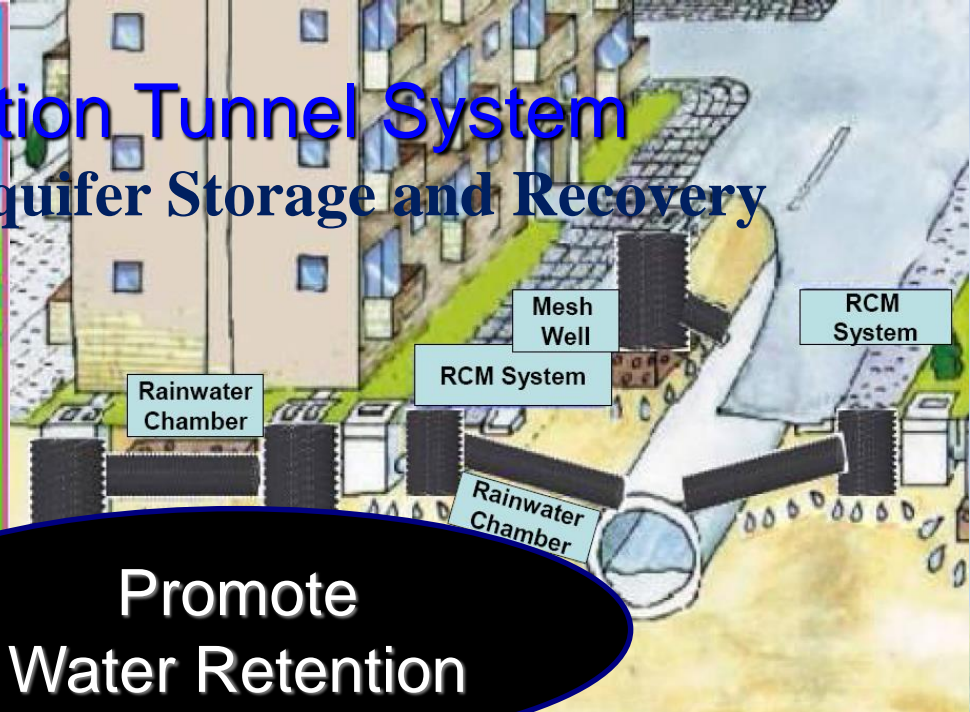 tion Tunnel System
quifer Storage and Recovery
Mesh
Well
RCM
System
RCM System
Rainwater
Chamber
Rainwater
Chamber
Promote
Water Retention